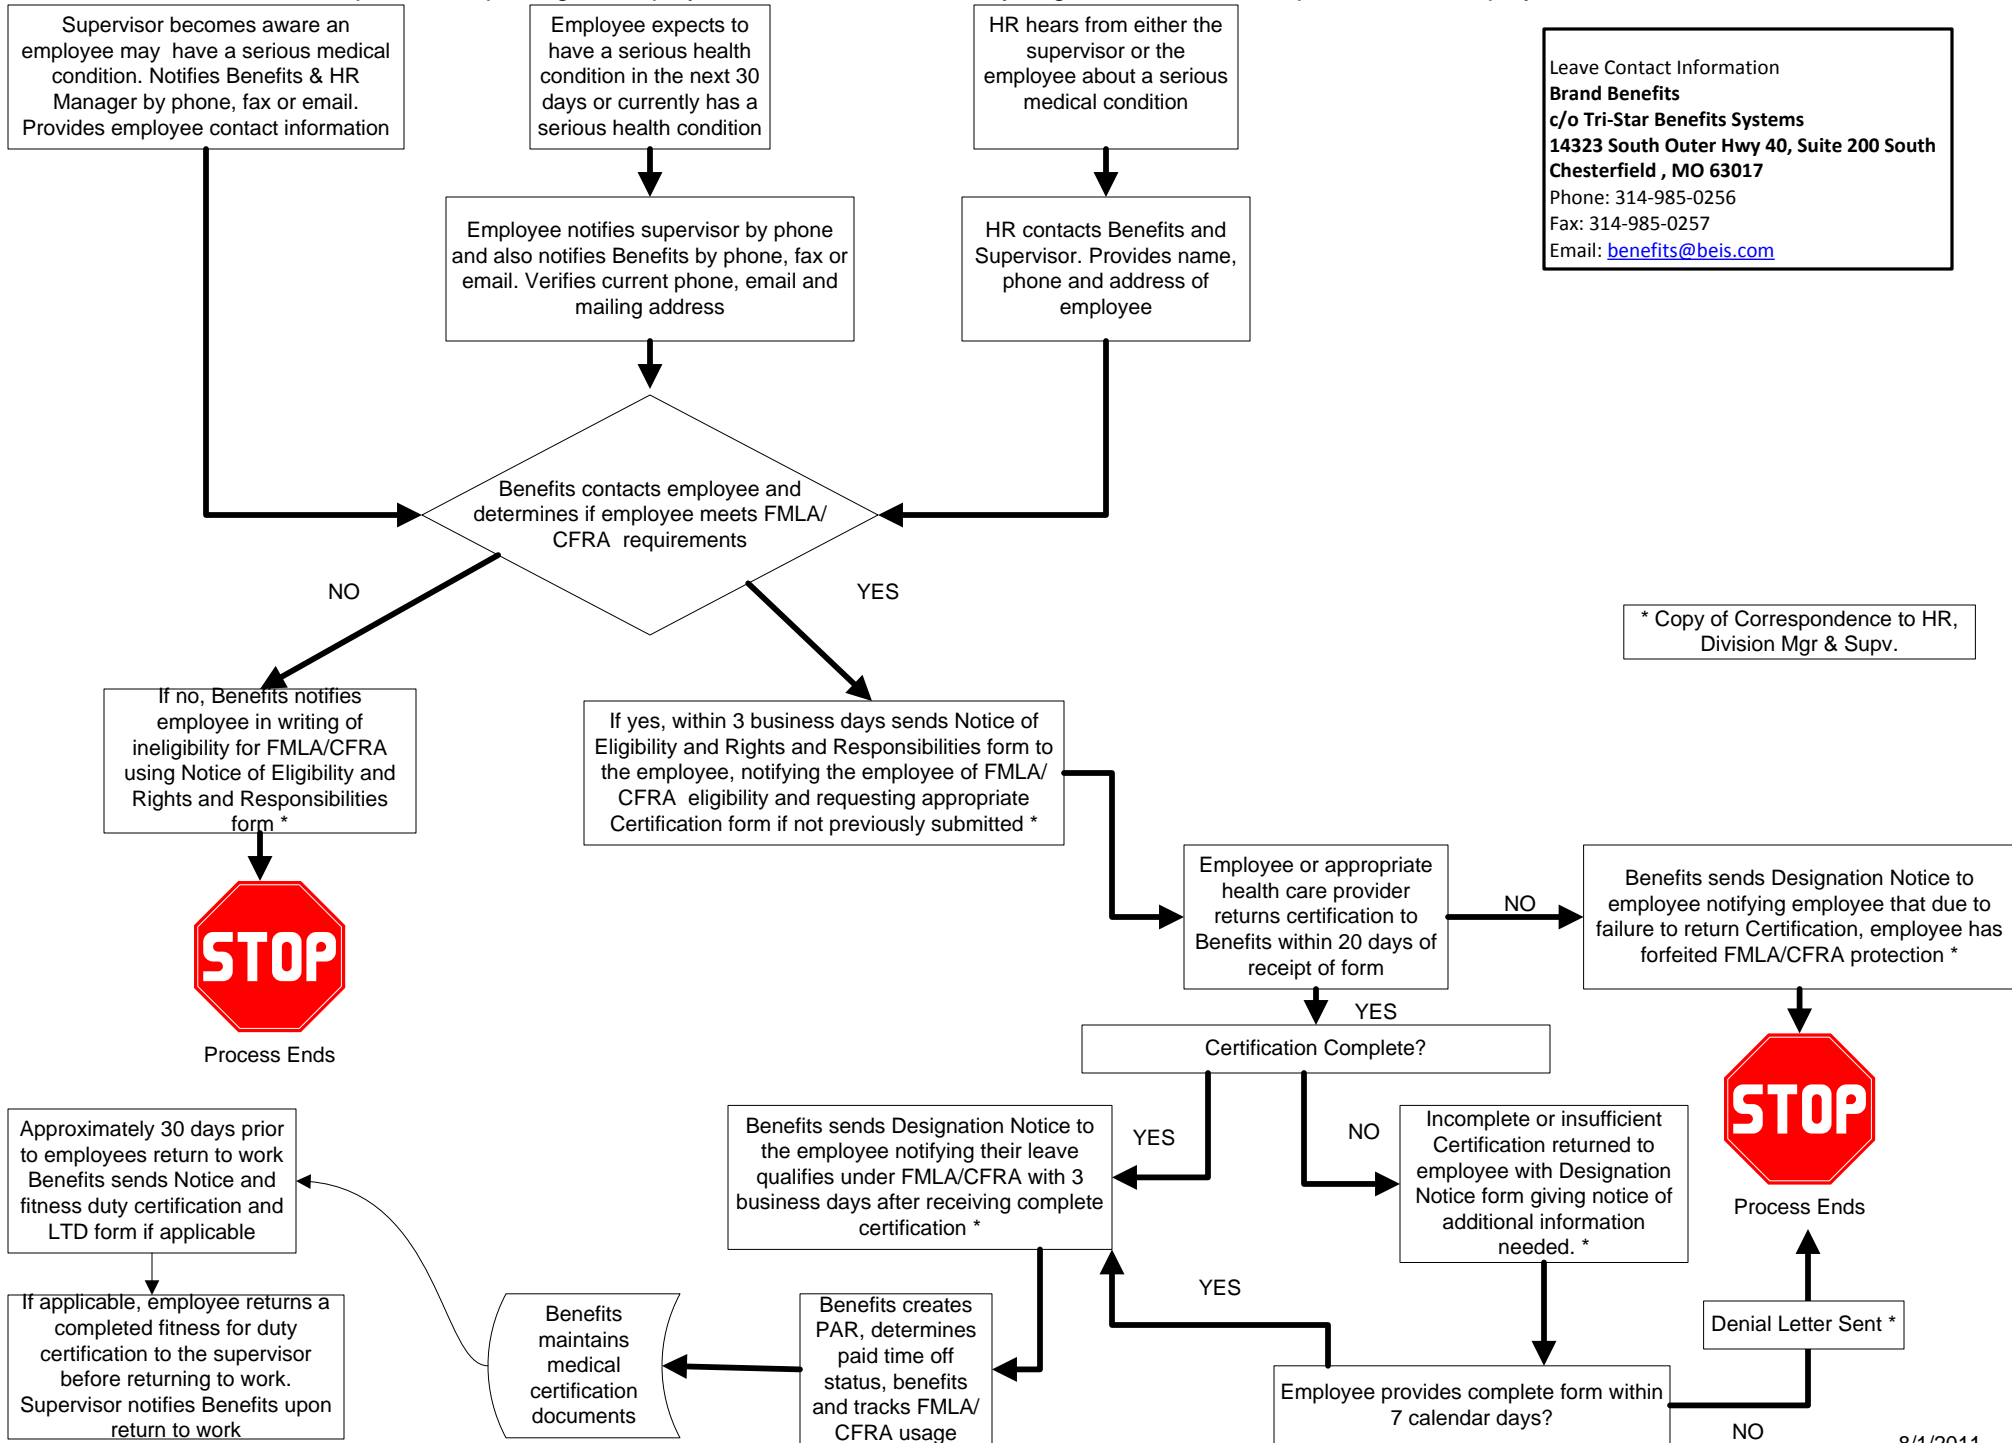 Supervisor becomes aware an
employee may have a serious medical
condition. Notifies Benefits & HR
Manager by phone, fax or email.
Provides employee contact information
Employee expects to
have a serious health
condition in the next 30
days or currently has a
serious health condition
HR hears from either the
supervisor or the
employee about a serious
medical condition
Leave Contact Information
Brand Benefits
c/o Tri-Star Benefits Systems
14323 South Outer Hwy 40, Suite 200 South
Chesterfield , MO 63017
Phone: 314-985-0256
Fax: 314-985-0257
Email: benefits@beis.com
Employee notifies supervisor by phone
and also notifies Benefits by phone, fax or
email. Verifies current phone, email and
mailing address
HR contacts Benefits and
Supervisor. Provides name,
phone and address of
employee
Benefits contacts employee and
determines if employee meets FMLA/
CFRA requirements
NO
YES
* Copy of Correspondence to HR,
Division Mgr & Supv.
If no, Benefits notifies
employee in writing of
ineligibility for FMLA/CFRA
using Notice of Eligibility and
Rights and Responsibilities
form *
If yes, within 3 business days sends Notice of
Eligibility and Rights and Responsibilities form to
the employee, notifying the employee of FMLA/
CFRA eligibility and requesting appropriate
Certification form if not previously submitted *
STOP
Process Ends
Employee or appropriate
health care provider
returns certification to
Benefits within 20 days of
receipt of form
NO
Benefits sends Designation Notice to
employee notifying employee that due to
failure to return Certification, employee has
forfeited FMLA/CFRA protection *
YES
Certification Complete?
STOP
Process Ends
YES
NO
Benefits sends Designation Notice to
the employee notifying their leave
qualifies under FMLA/CFRA with 3
business days after receiving complete
certification *
Incomplete or insufficient
Certification returned to
employee with Designation
Notice form giving notice of
additional information
needed. *
Approximately 30 days prior
to employees return to work
Benefits sends Notice and
fitness duty certification and
LTD form if applicable
If applicable, employee returns a
completed fitness for duty
certification to the supervisor
before returning to work.
Supervisor notifies Benefits upon
return to work
Benefits
maintains
medical
certification
documents
Benefits creates
PAR, determines
paid time off
status, benefits
and tracks FMLA/
CFRA usage
YES
Denial Letter Sent *
Employee provides complete form within
7 calendar days?
NO
8/1/2011